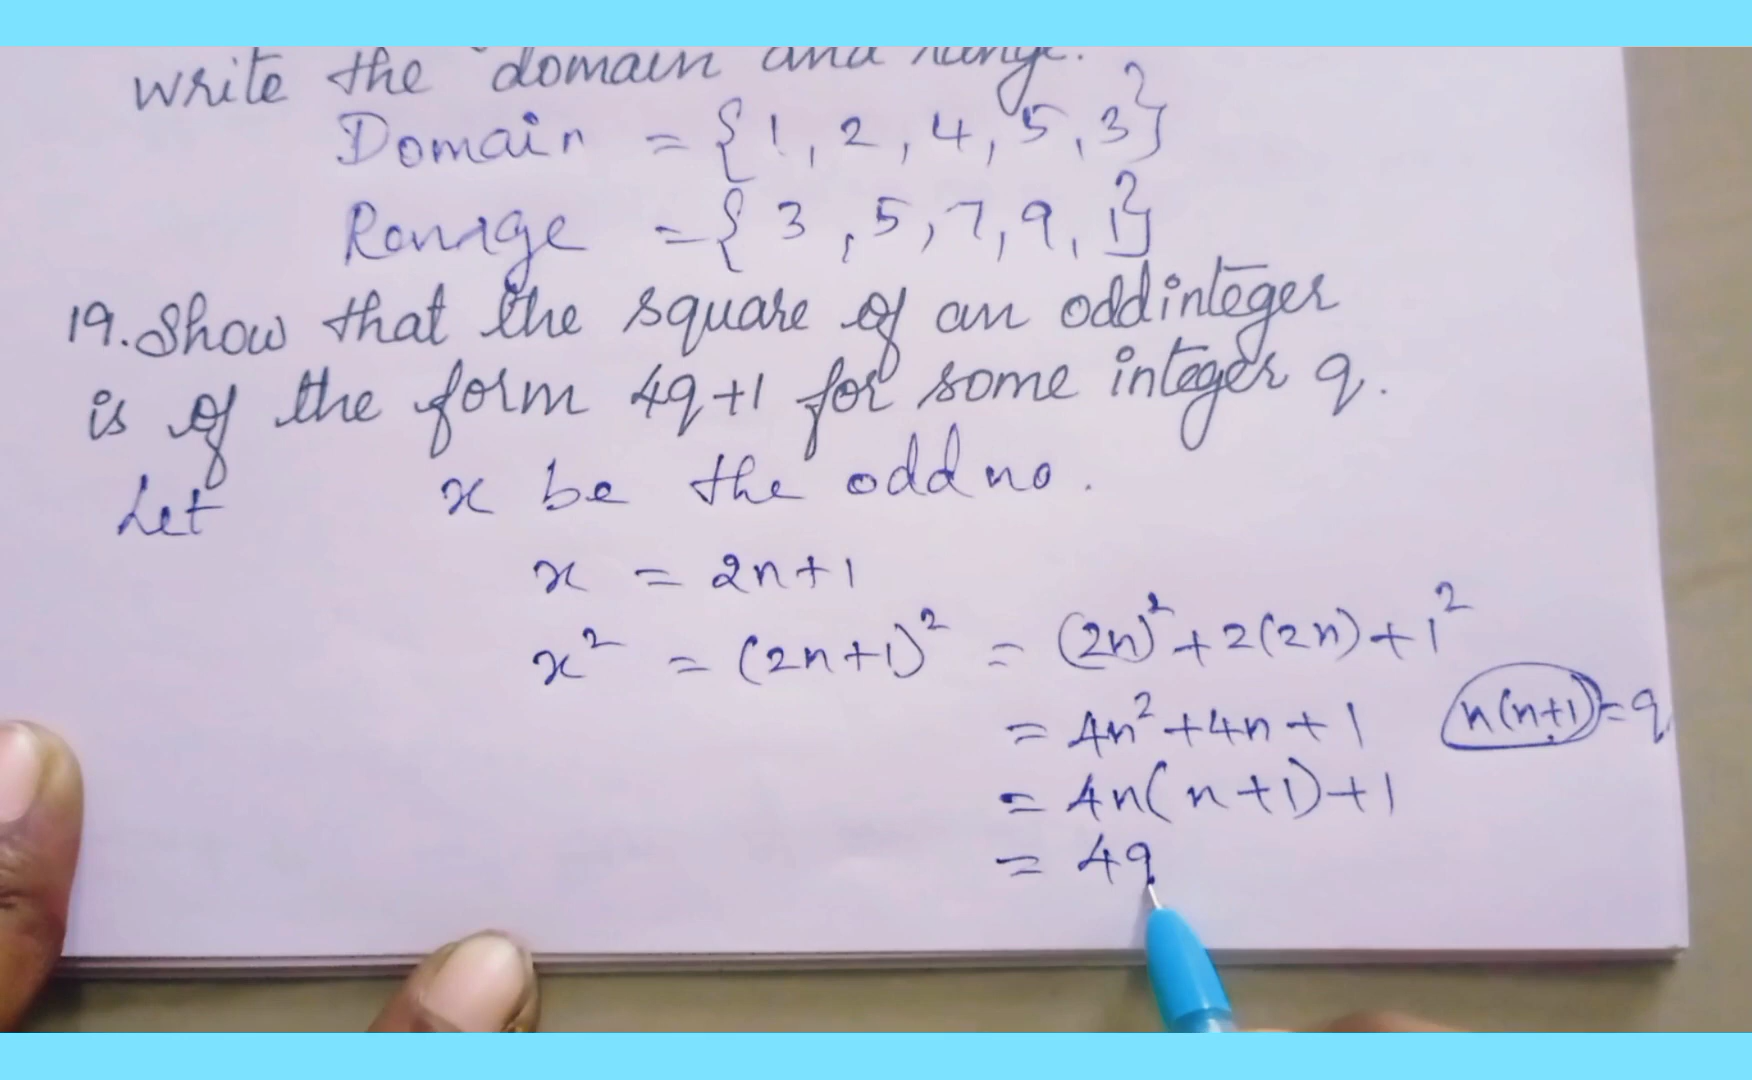 write the domain and range.
Domain = {1, 2, 4, 5, 3}
Ranage = {3, 5, 7, 9, 1}
19. Show that the square of an odd integer
is of the form 4q+1 for some integer q.
Let x be the odd no.
x = 2n+1
x² = (2n+1)² = (2n)² + 2(2n) + 1²
= 4n² + 4n + 1 n(n+1) = q
= 4n(n+1)+1
= 4q